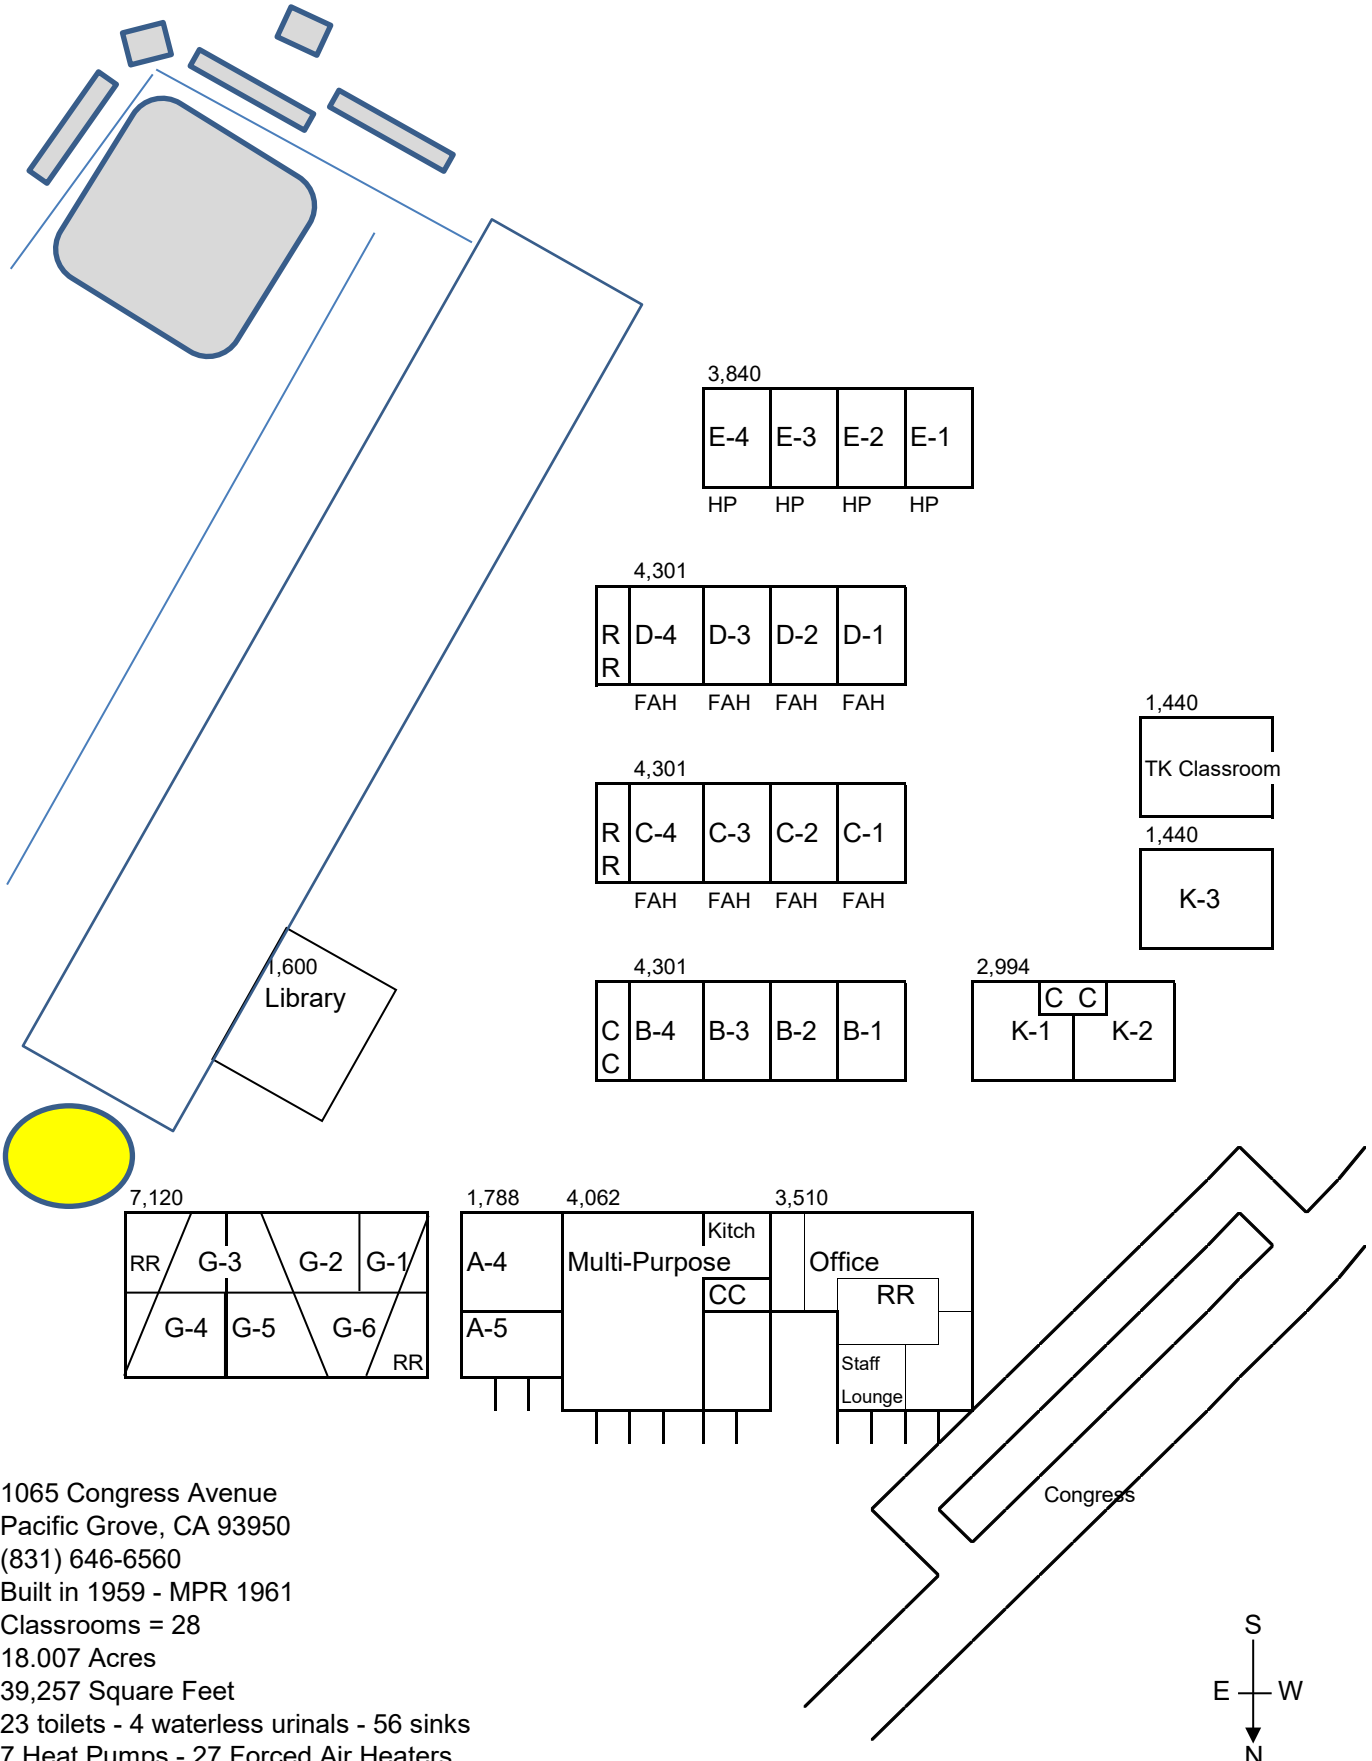 3,840
E-4 E-3 E-2 E-1
HP HP HP HP
4,301
R D-4 D-3 D-2 D-1
R
FAH FAH FAH FAH
1,440
TK Classroom
4,301
R C-4 C-3 C-2 C-1
R
FAH FAH FAH FAH
1,440
K-3
1,600
Library
4,301
C B-4 B-3 B-2 B-1
C
2,994
C C
K-1 K-2
7,120
RR G-3 G-2 G-1
G-4 G-5 G-6
RR
1,788 4,062 3,510
Kitch
A-4 Multi-Purpose Office
CC RR
A-5
Staff
Lounge
Congress
1065 Congress Avenue
Pacific Grove, CA 93950
(831) 646-6560
Built in 1959 - MPR 1961
Classrooms = 28
18.007 Acres
39,257 Square Feet
23 toilets - 4 waterless urinals - 56 sinks
7 Heat Pumps - 27 Forced Air Heaters
S
E W
N